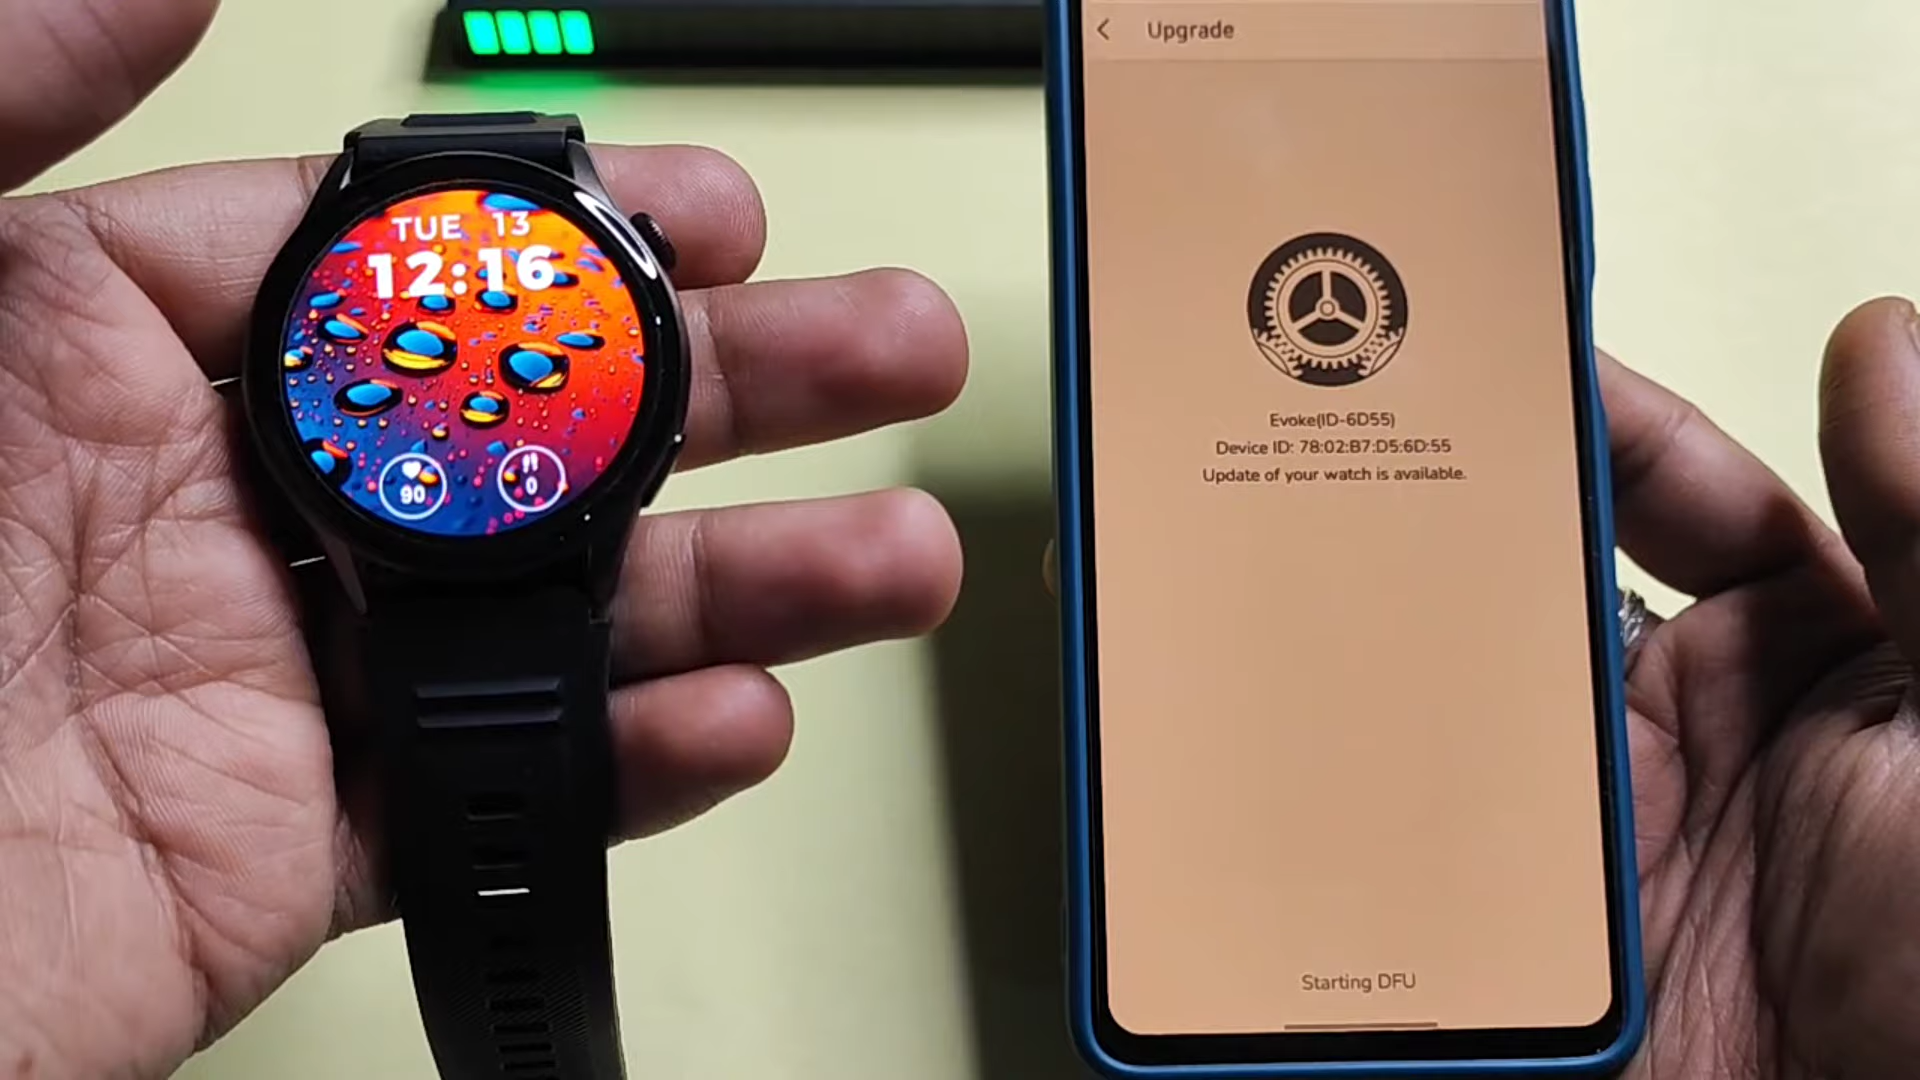 TUE 13
12:16
90
0
Upgrade
Evoke(ID-6D55)
Device ID: 78:02:B7:D5:6D:55
Update of your watch is available.
Starting DFU